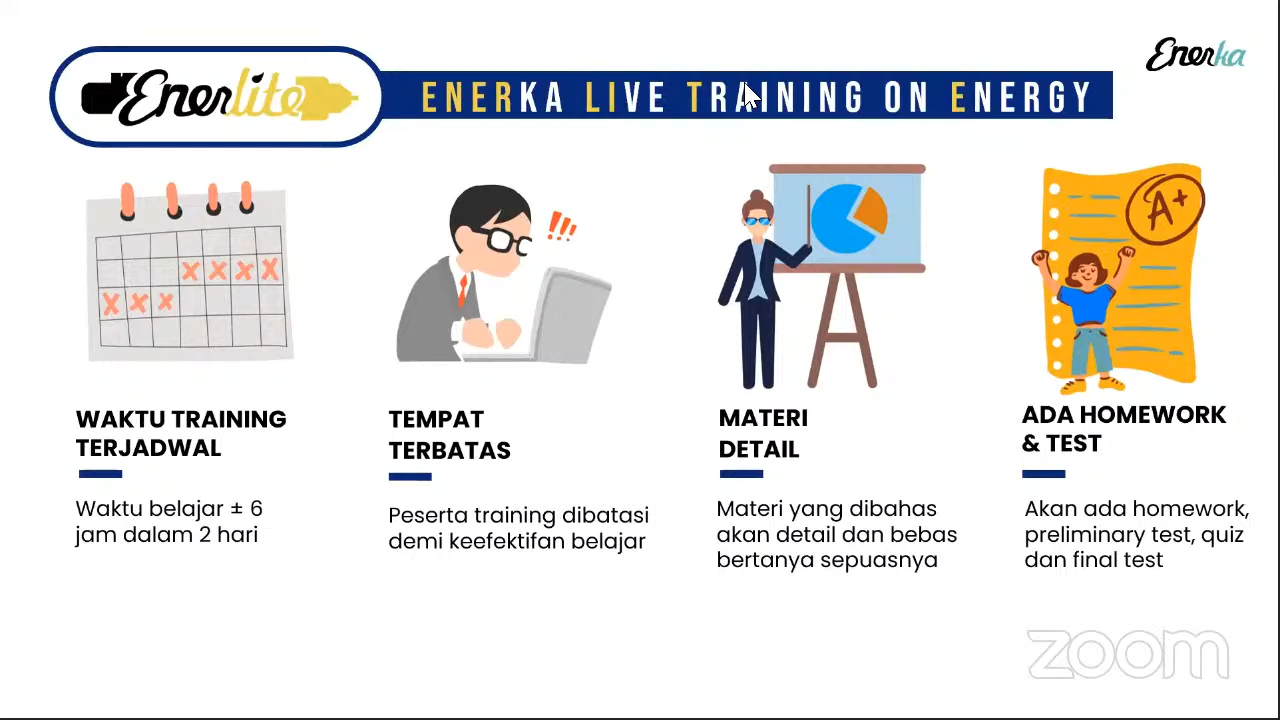 Enerka
Enerlite
ENERKA LIVE TRAINING ON ENERGY
A+
WAKTU TRAINING
TERJADWAL
Waktu belajar ± 6
jam dalam 2 hari
TEMPAT
TERBATAS
Peserta training dibatasi
demi keefektifan belajar
MATERI
DETAIL
Materi yang dibahas
akan detail dan bebas
bertanya sepuasnya
ADA HOMEWORK
& TEST
Akan ada homework,
preliminary test, quiz
dan final test
zoom